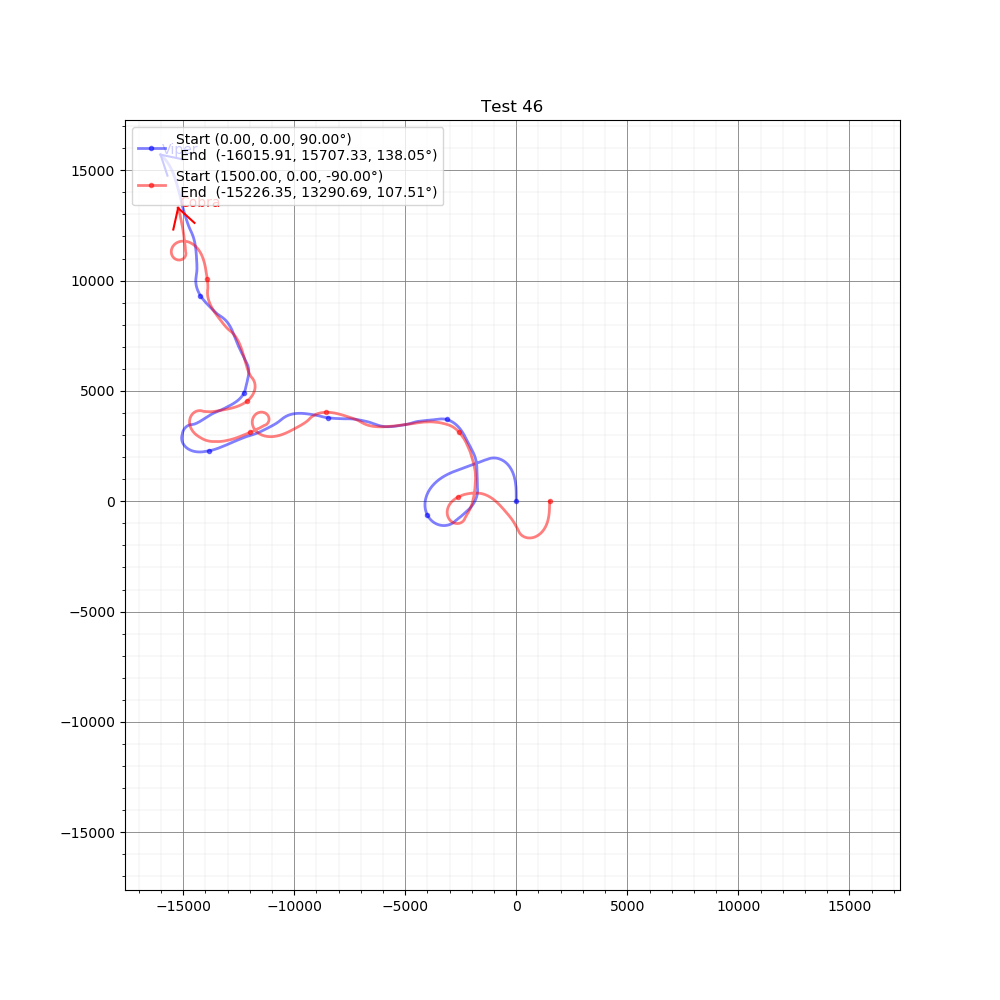 Test 46
Start (0.00, 0.00, 90.00°)
End  (-16015.91, 15707.33, 138.05°)
Start (1500.00, 0.00, -90.00°)
End  (-15226.35, 13290.69, 107.51°)
Viper
Cobra
15000
10000
5000
0
−5000
−10000
−15000
−15000
−10000
−5000
0
5000
10000
15000